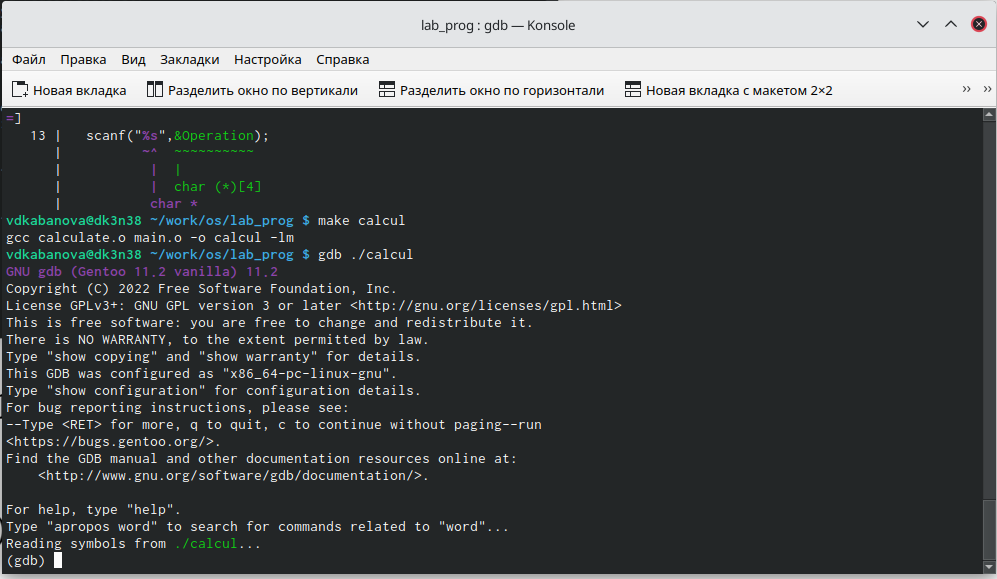 lab_prog : gdb — Konsole
Файл Правка Вид Закладки Настройка Справка
Новая вкладка Разделить окно по вертикали Разделить окно по горизонтали Новая вкладка с макетом 2×2 »  »
=]
13 | scanf("%s",&Operation);
| ~^ ~~~~~~~~~~
| | |
| | char (*)[4]
| char *
vdkabanova@dk3n38 ~/work/os/lab_prog $ make calcul
gcc calculate.o main.o -o calcul -lm
vdkabanova@dk3n38 ~/work/os/lab_prog $ gdb ./calcul
GNU gdb (Gentoo 11.2 vanilla) 11.2
Copyright (C) 2022 Free Software Foundation, Inc.
License GPLv3+: GNU GPL version 3 or later <http://gnu.org/licenses/gpl.html>
This is free software: you are free to change and redistribute it.
There is NO WARRANTY, to the extent permitted by law.
Type "show copying" and "show warranty" for details.
This GDB was configured as "x86_64-pc-linux-gnu".
Type "show configuration" for configuration details.
For bug reporting instructions, please see:
--Type <RET> for more, q to quit, c to continue without paging--run
<https://bugs.gentoo.org/>.
Find the GDB manual and other documentation resources online at:
<http://www.gnu.org/software/gdb/documentation/>.
For help, type "help".
Type "apropos word" to search for commands related to "word"...
Reading symbols from ./calcul...
(gdb)